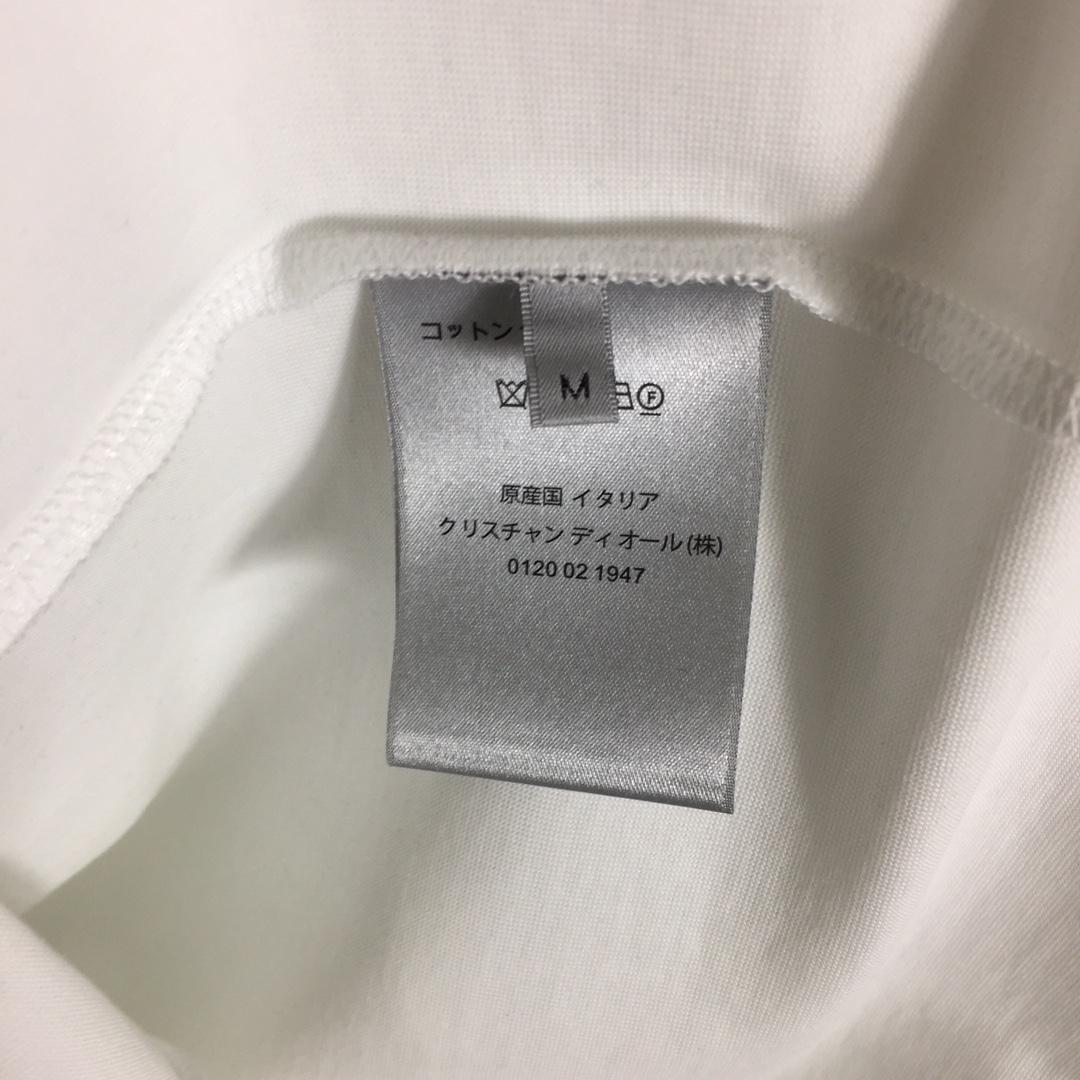 コットン
M
F
原産国 イタリア
クリスチャン ディオール(株)
0120 02 1947